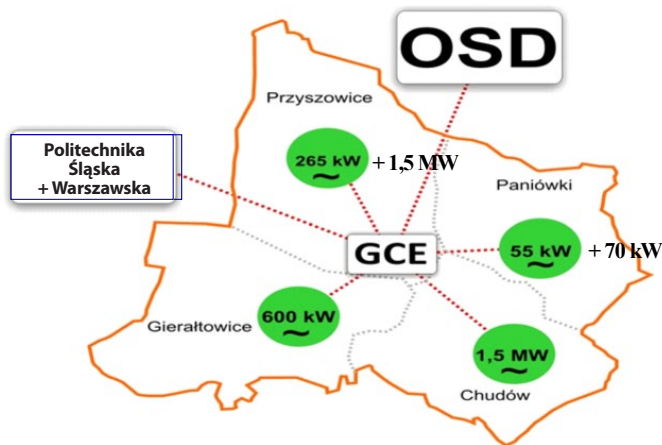 OSD
Przyszowice
265 kW + 1,5 MW
~
Politechnika
Śląska
+ Warszawska
Paniówki
GCE
55 kW + 70 kW
~
600 kW
~
Gierałtowice
1,5 MW
~
Chudów